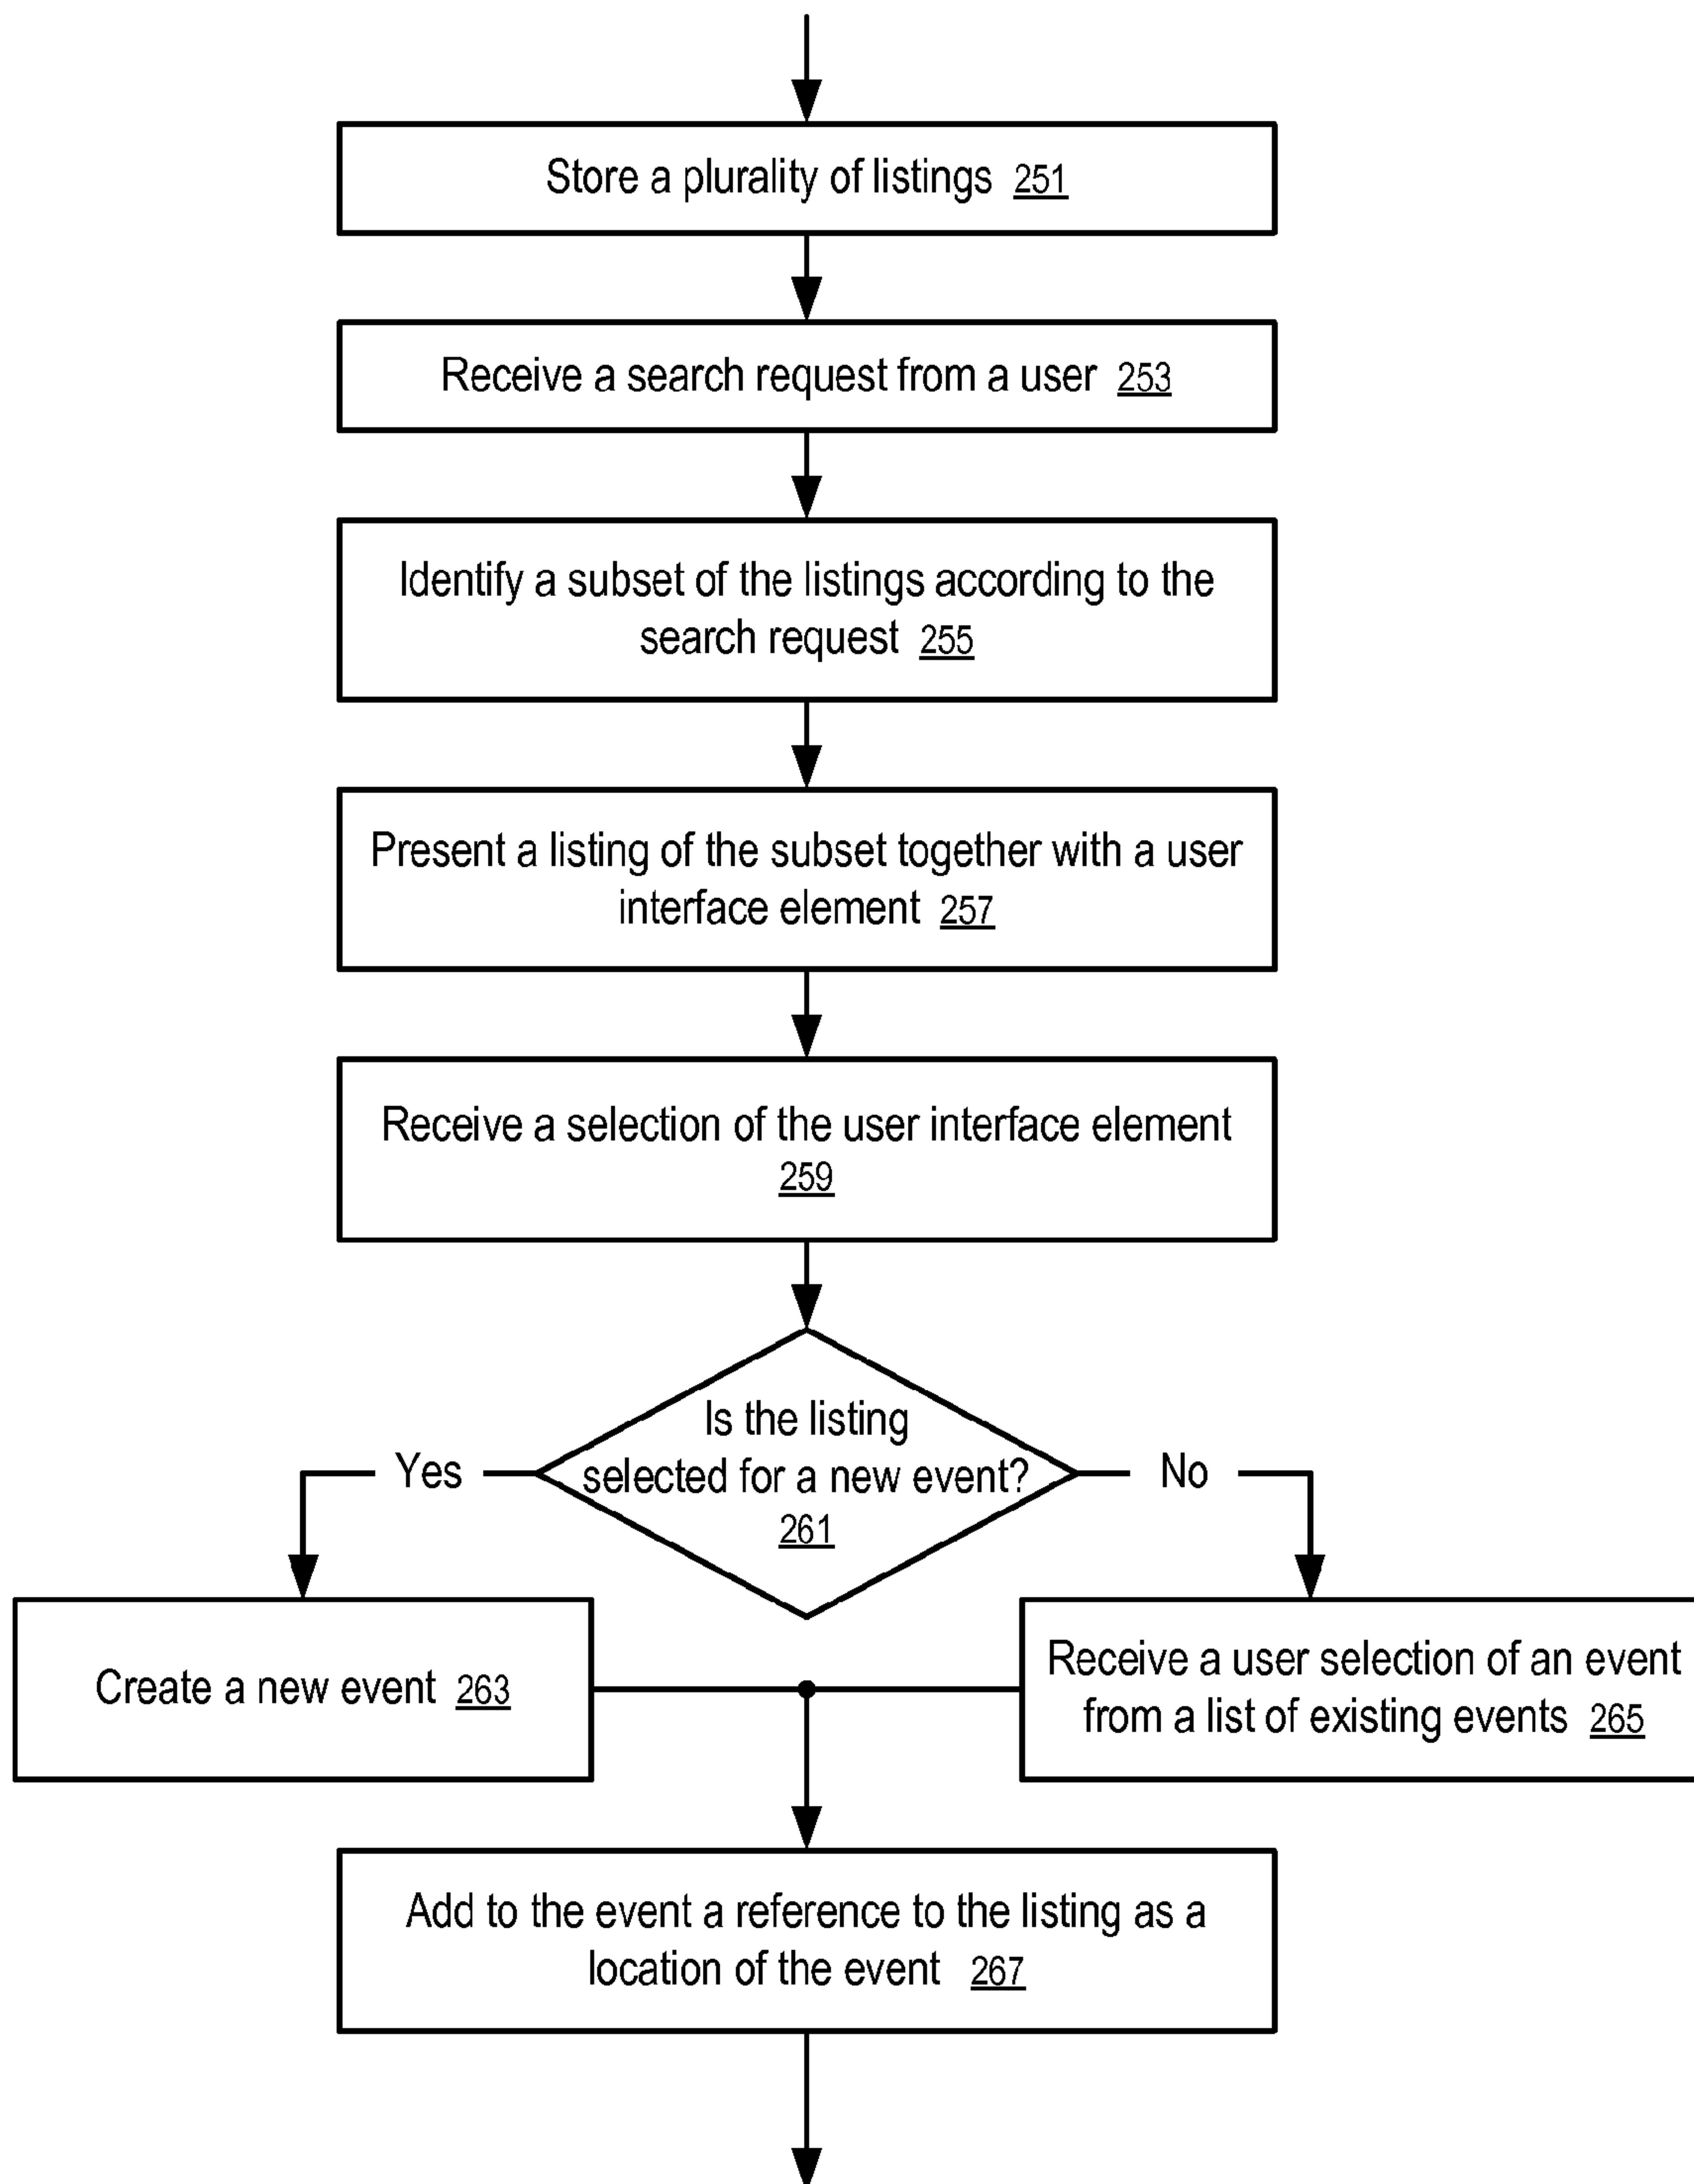 Store a plurality of listings 251
Receive a search request from a user 253
Identify a subset of the listings according to the
search request 255
Present a listing of the subset together with a user
interface element 257
Receive a selection of the user interface element
259
Is the listing
selected for a new event?
261
Yes
No
Create a new event 263
Receive a user selection of an event
from a list of existing events 265
Add to the event a reference to the listing as a
location of the event 267